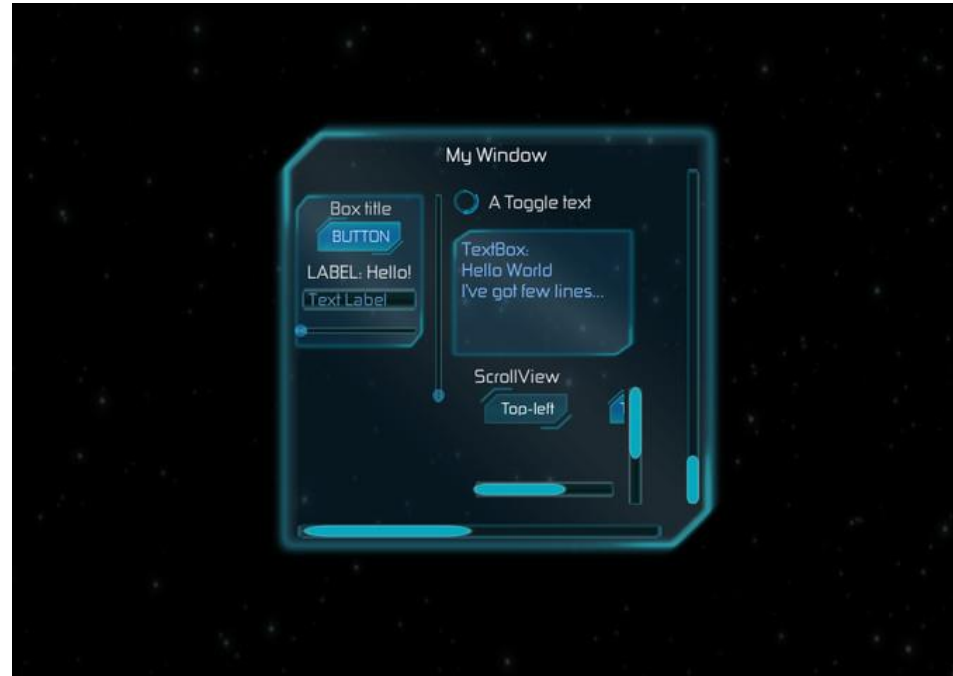 My Window
Box title
BUTTON
LABEL: Hello!
Text Label
A Toggle text
TextBox:
Hello World
I've got few lines...
ScrollView
Top-left